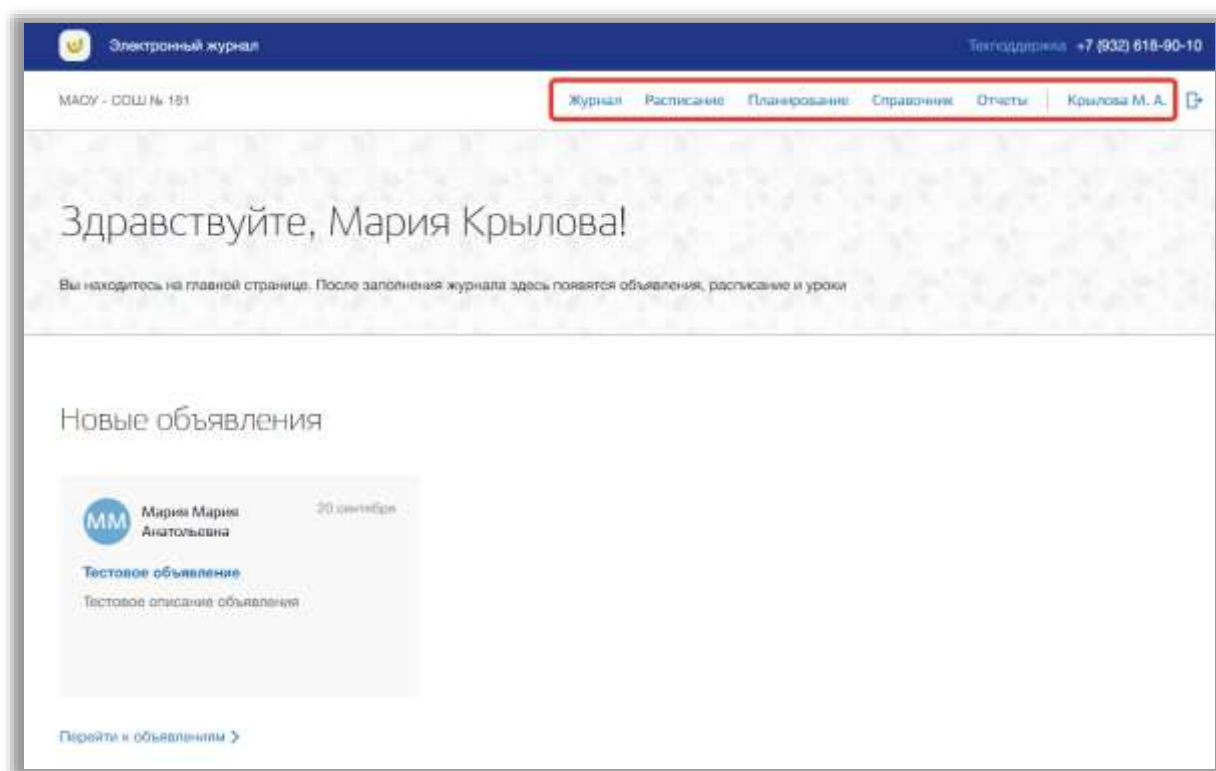 Электронный журнал
Техподдержка +7 (932) 618-90-10
МАОУ - СОШ № 181
Журнал Расписание Планирование Справочник Отчеты Крылова М. А.
Здравствуйте, Мария Крылова!
Вы находитесь на главной странице. После заполнения журнала здесь появятся объявления, расписание и уроки
Новые объявления
ММ
Мария Мария
Анатольевна
20 сентября
Тестовое объявление
Тестовое описание объявления
Перейти к объявлениям